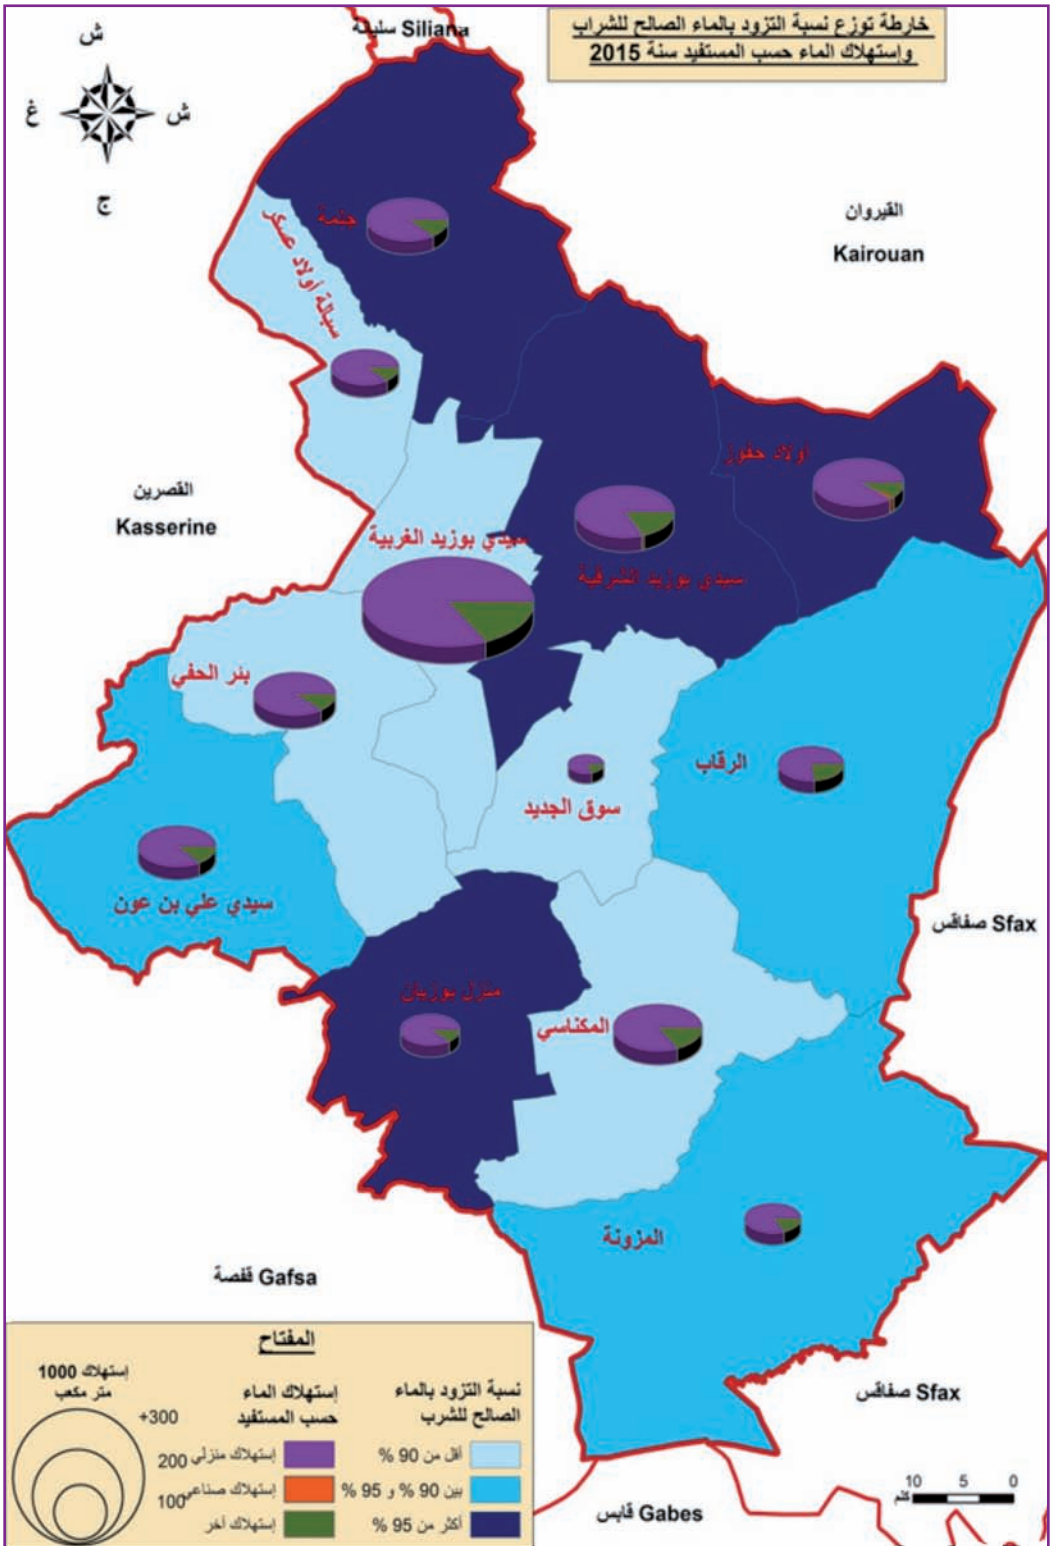 خارطة توزع نسبة التزود بالماء الصالح للشراب
وإستهلاك الماء حسب المستفيد سنة 2015
سليانة Siliana
ش
غ
ش
ج
القيروان
Kairouan
جلمة
سبالة أولاد عسكر
أولاد حفوز
القصرين
Kasserine
سيدي بوزيد الغربية
سيدي بوزيد الشرقية
بئر الحفي
الرقاب
سوق الجديد
سيدي علي بن عون
صفاقس Sfax
منزل بوزيان
المكناسي
المزونة
قفصة Gafsa
صفاقس Sfax
قابس Gabes
المفتاح
نسبة التزود بالماء
الصالح للشرب
أقل من 90 %
بين 90 % و 95 %
أكثر من 95 %
إستهلاك الماء
حسب المستفيد
إستهلاك منزلي
إستهلاك صناعي
إستهلاك آخر
إستهلاك 1000
متر مكعب
+300
200
100
10 5 0
كلم